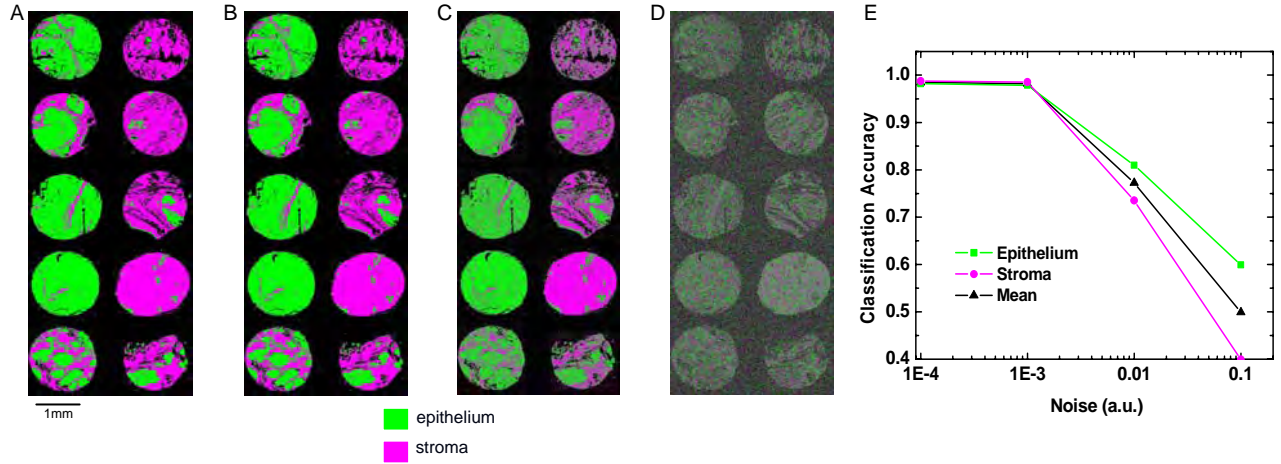 A
B
C
D
E
1.0
0.9
0.8
0.7
0.6
0.5
0.4
Classification Accuracy
Epithelium
Stroma
Mean
1E-4
1E-3
0.01
0.1
Noise (a.u.)
1mm
epithelium
stroma